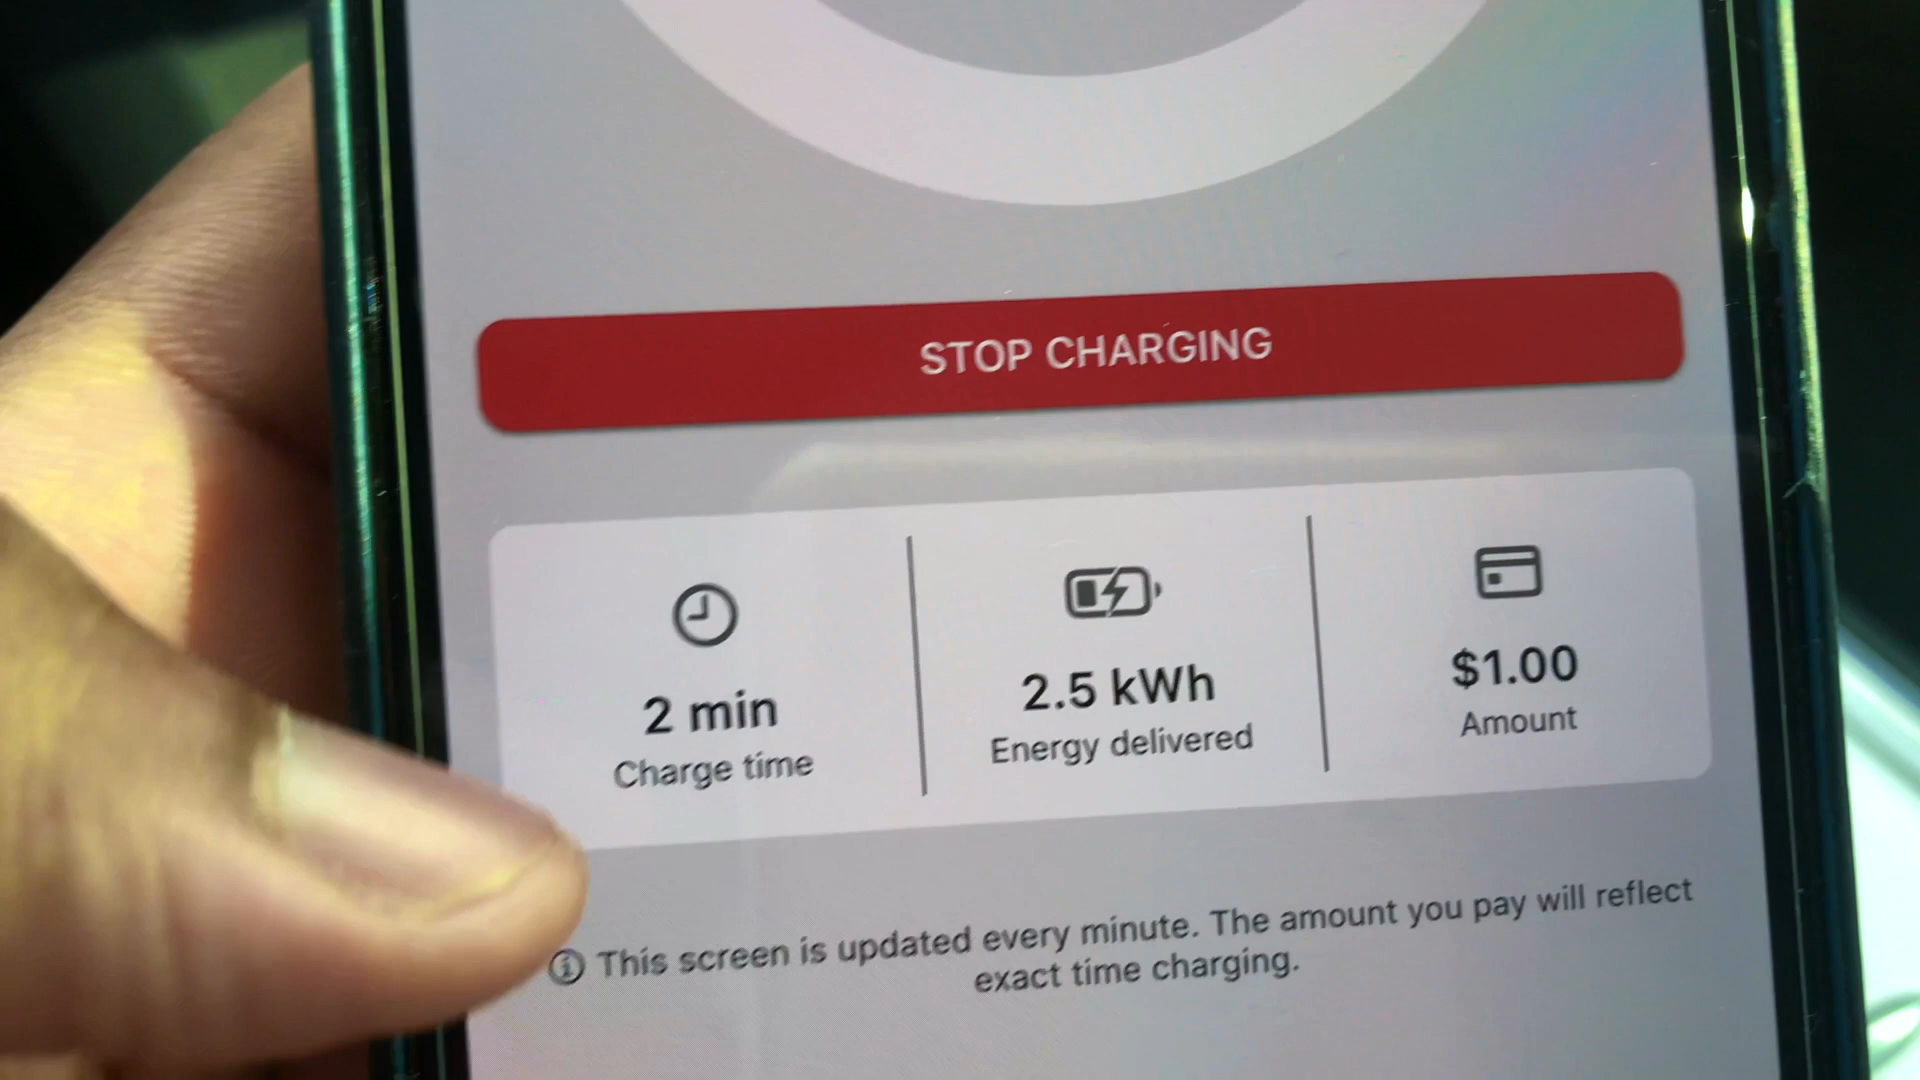 STOP CHARGING
2 min
Charge time
2.5 kWh
Energy delivered
$1.00
Amount
This screen is updated every minute. The amount you pay will reflect
exact time charging.